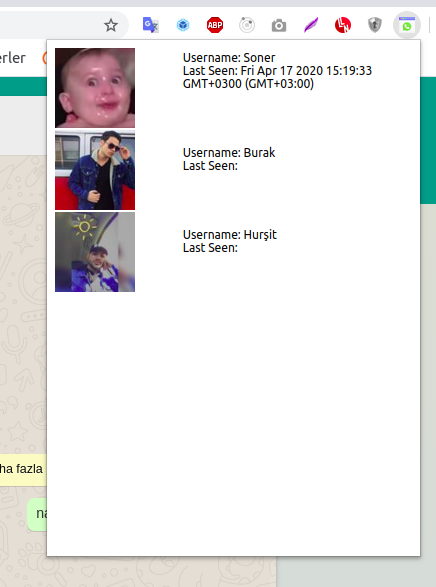 erler
ABP
Username: Soner
Last Seen: Fri Apr 17 2020 15:19:33
GMT+0300 (GMT+03:00)
Username: Burak
Last Seen:
Username: Hurşit
Last Seen:
ha fazla
na